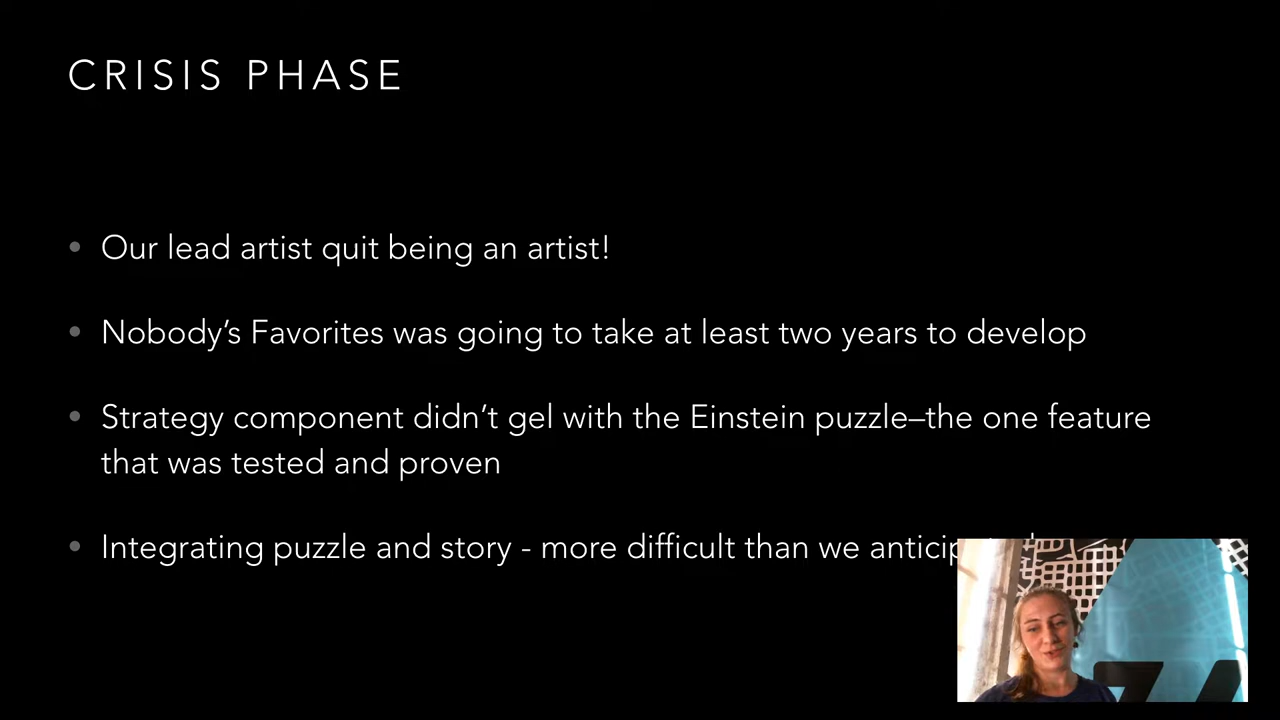 CRISIS PHASE
• Our lead artist quit being an artist!
• Nobody’s Favorites was going to take at least two years to develop
• Strategy component didn’t gel with the Einstein puzzle–the one feature
that was tested and proven
• Integrating puzzle and story - more difficult than we